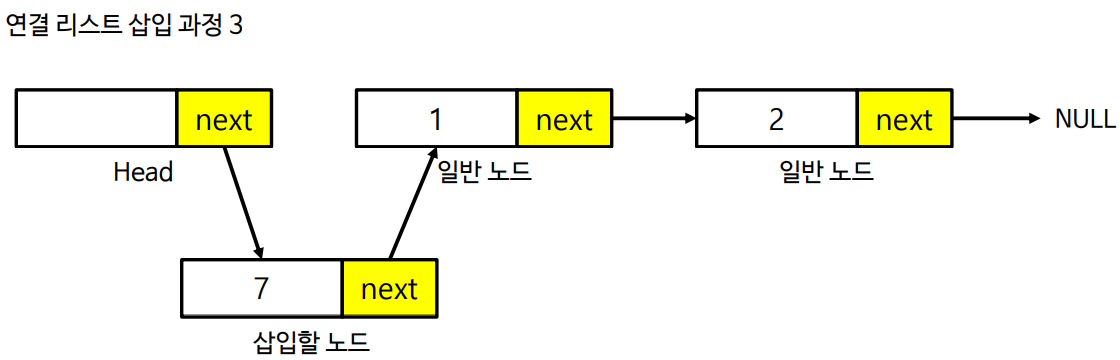 연결 리스트 삽입 과정 3
next
1
next
2
next
NULL
Head
일반 노드
일반 노드
7
next
삽입할 노드